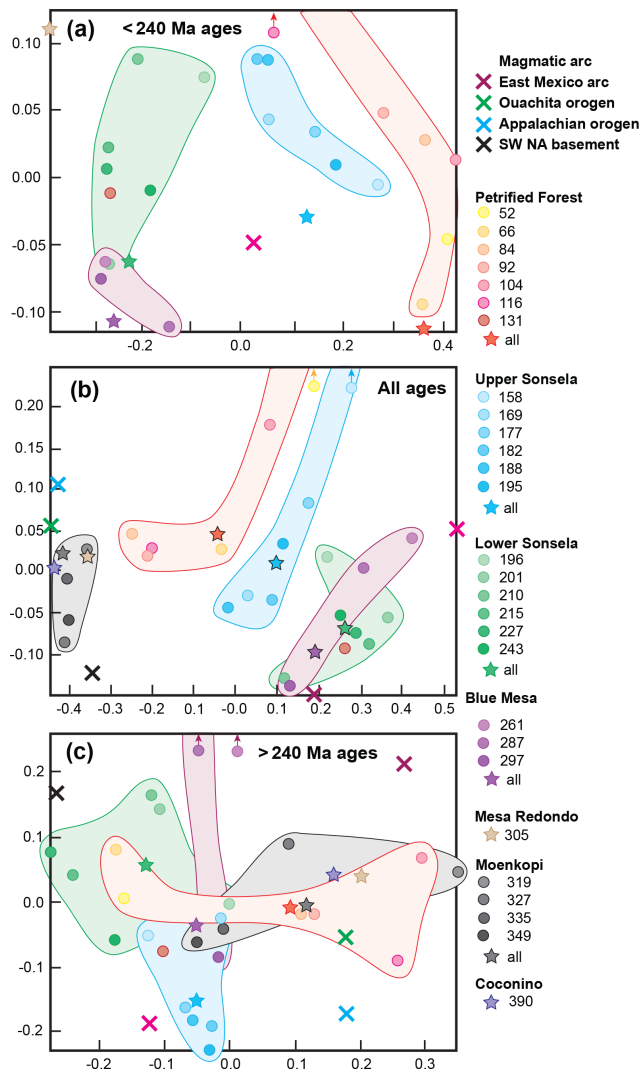 (a)
< 240 Ma ages
0.10
0.05
0.00
-0.05
-0.10
-0.2
0.0
0.2
0.4
(b)
All ages
0.20
0.15
0.10
0.05
0.00
-0.05
-0.10
-0.4
-0.3
-0.2
-0.1
-0.0
0.1
0.2
0.3
0.4
0.5
(c)
> 240 Ma ages
0.2
0.1
0.0
-0.1
-0.2
-0.2
-0.1
0.0
0.1
0.2
0.3
Magmatic arc
East Mexico arc
Ouachita orogen
Appalachian orogen
SW NA basement
Petrified Forest
52
66
84
92
104
116
131
all
Upper Sonsela
158
169
177
182
188
195
all
Lower Sonsela
196
201
210
215
227
243
all
Blue Mesa
261
287
297
all
Mesa Redondo
305
Moenkopi
319
327
335
349
all
Coconino
390